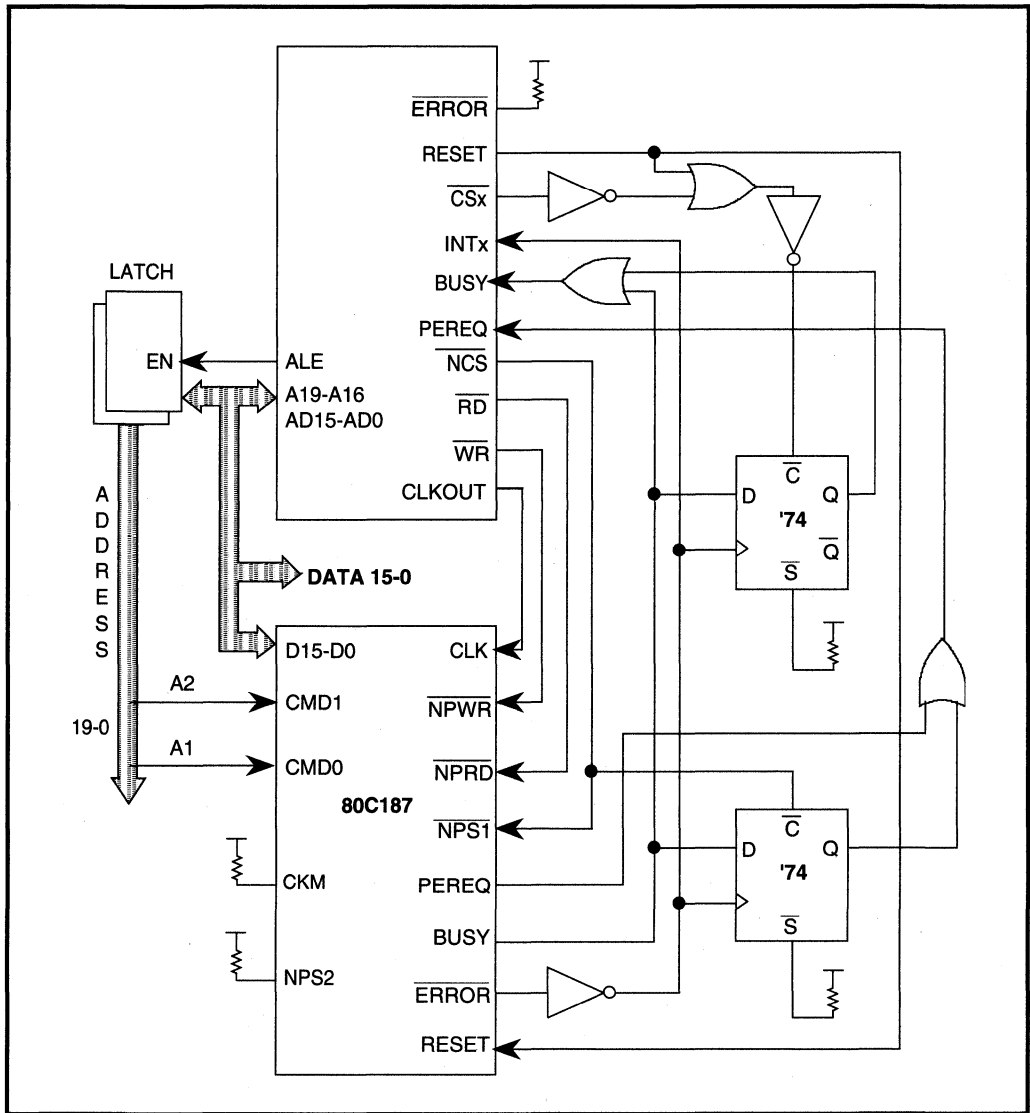 ERROR
RESET
CSx
INTx
BUSY
PEREQ
NCS
RD
WR
CLKOUT
LATCH
EN
ALE
A19-A16
AD15-AD0
C
D
Q
'74
Q
S
ADDRESS
19-0
DATA 15-0
D15-D0
CLK
A2
CMD1
NPWR
A1
CMD0
NPRD
80C187
NPS1
CKM
PEREQ
BUSY
NPS2
ERROR
RESET
C
D
Q
'74
S